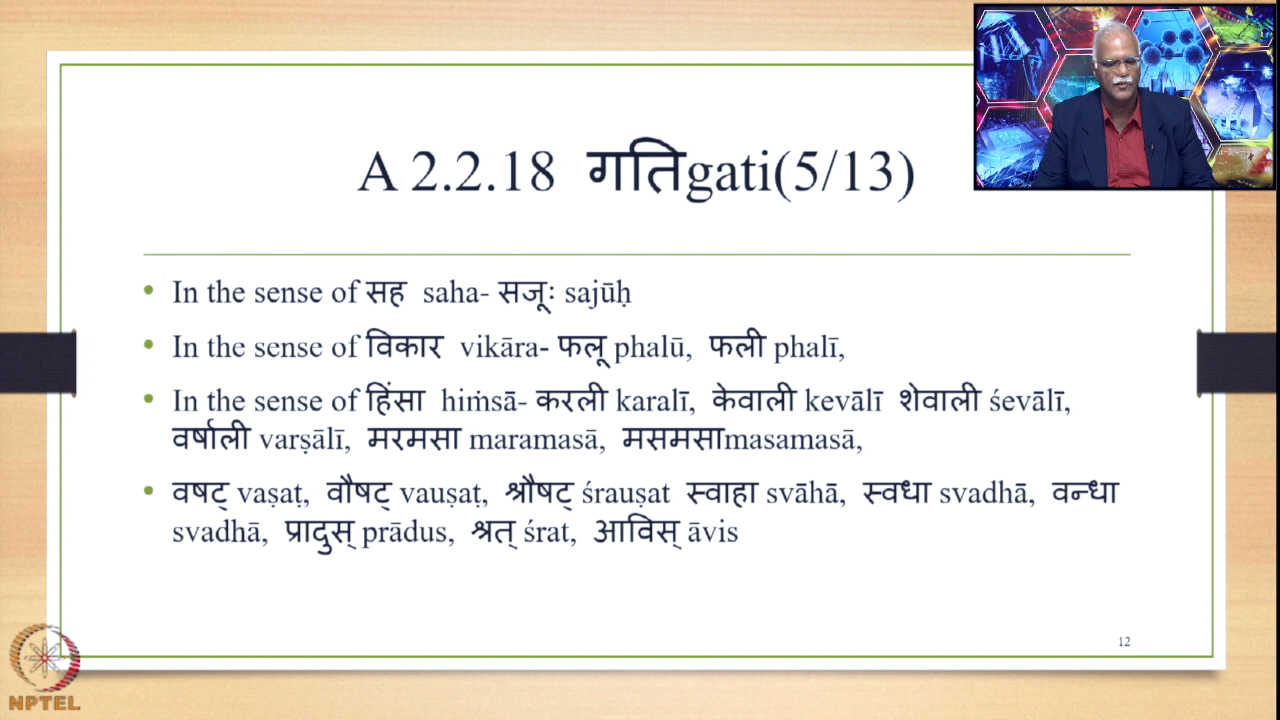 A 2.2.18 गतिgati(5/13)
• In the sense of सह saha- सजूः sajūḥ
• In the sense of विकार vikāra- फलू phalū, फली phalī,
• In the sense of हिंसा hiṁsā- करली karalī, केवाली kevālī शेवाली śevālī,
वर्षाली varṣālī, मरमसा maramasā, मसमसाmasamasā,
• वषट् vaṣaṭ, वौषट् vauṣaṭ, श्रौषट् śrauṣat स्वाहा svāhā, स्वधा svadhā, वन्धा
svadhā, प्रादुस् prādus, श्रत् śrat, आविस् āvis
12
NPTEL